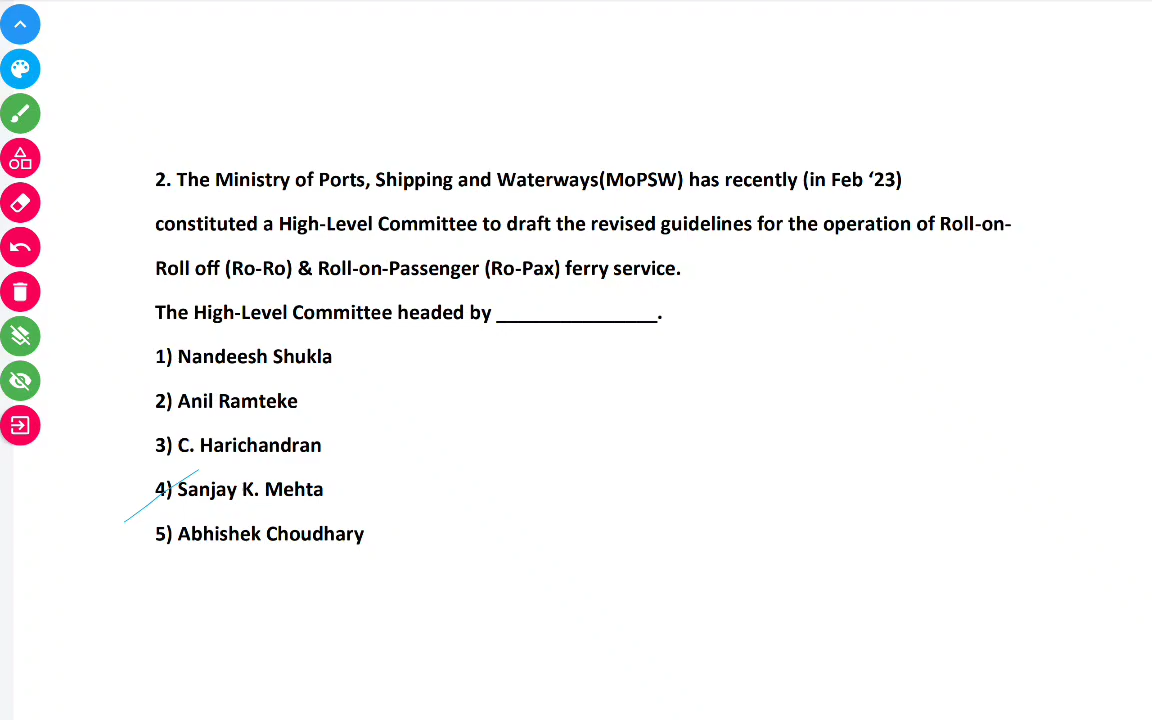 2. The Ministry of Ports, Shipping and Waterways(MoPSW) has recently (in Feb ‘23)
constituted a High-Level Committee to draft the revised guidelines for the operation of Roll-on-
Roll off (Ro-Ro) & Roll-on-Passenger (Ro-Pax) ferry service.
The High-Level Committee headed by _______________.
1) Nandeesh Shukla
2) Anil Ramteke
3) C. Harichandran
4) Sanjay K. Mehta
5) Abhishek Choudhary